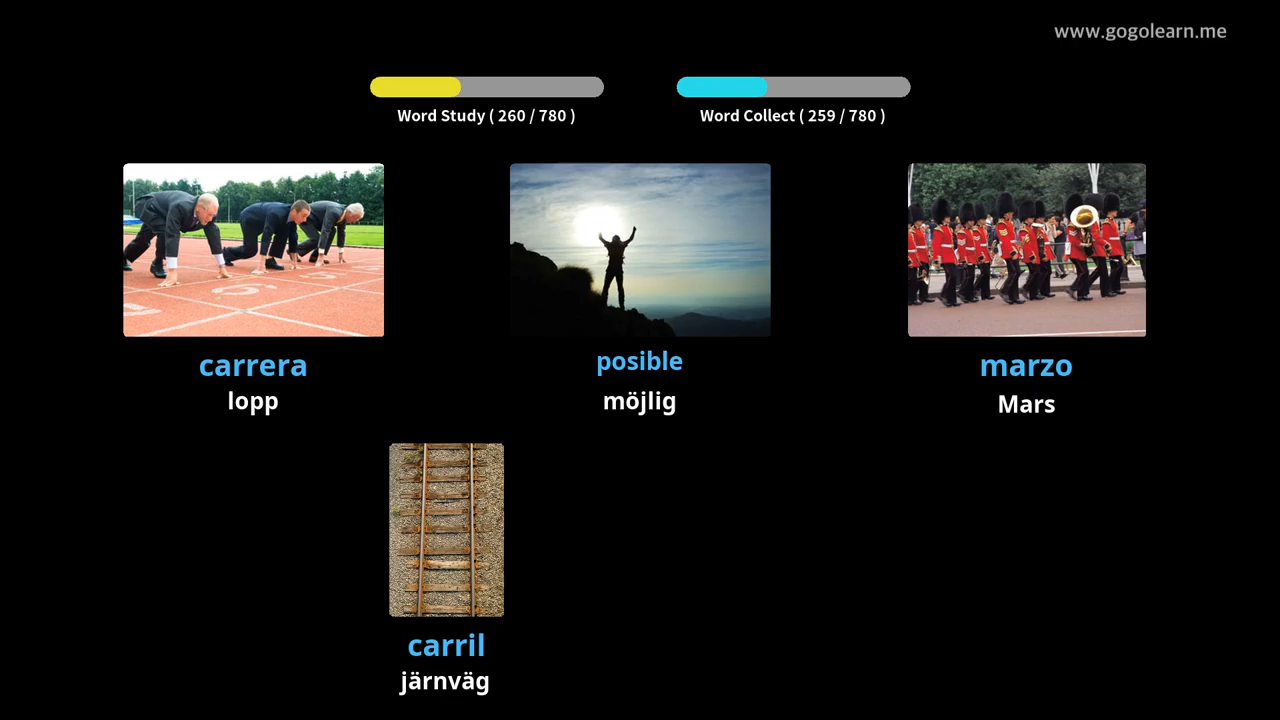 www.gogolearn.me
Word Study ( 260 / 780 )
Word Collect ( 259 / 780 )
carrera
lopp
posible
möjlig
marzo
Mars
carril
järnväg